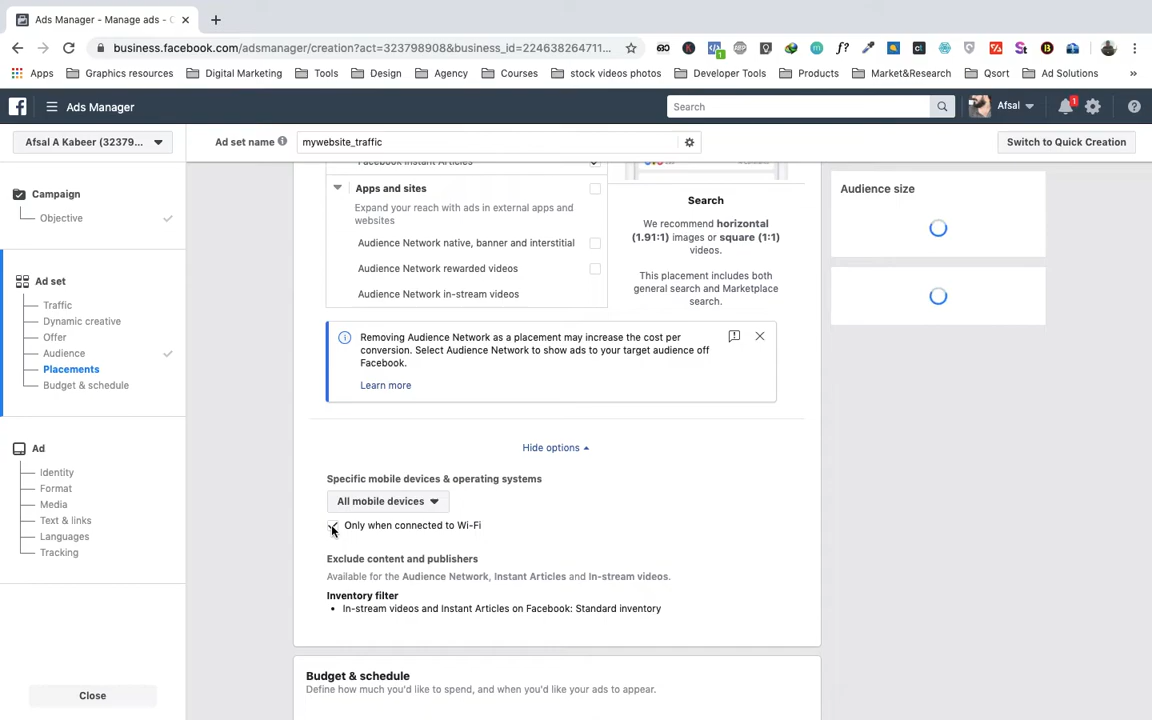 Ads Manager - Manage ads - C
business.facebook.com/adsmanager/creation?act=323798908&business_id=224638264711...
Apps
Graphics resources
Digital Marketing
Tools
Design
Agency
Courses
stock videos photos
Developer Tools
Products
Market&Research
Qsort
Ad Solutions
»
Ads Manager
Search
Afsal
1
Afsal A Kabeer (32379...
Ad set name
mywebsite_traffic
Switch to Quick Creation
Campaign
Objective
Ad set
Traffic
Dynamic creative
Offer
Audience
Placements
Budget & schedule
Ad
Identity
Format
Media
Text & links
Languages
Tracking
Close
Facebook Instant Articles
Apps and sites
Expand your reach with ads in external apps and
websites
Audience Network native, banner and interstitial
Audience Network rewarded videos
Audience Network in-stream videos
Search
We recommend horizontal
(1.91:1) images or square (1:1)
videos.
This placement includes both
general search and Marketplace
search.
Removing Audience Network as a placement may increase the cost per
conversion. Select Audience Network to show ads to your target audience off
Facebook.
Learn more
Hide options
Specific mobile devices & operating systems
All mobile devices
Only when connected to Wi-Fi
Exclude content and publishers
Available for the Audience Network, Instant Articles and In-stream videos.
Inventory filter
• In-stream videos and Instant Articles on Facebook: Standard inventory
Budget & schedule
Define how much you'd like to spend, and when you'd like your ads to appear.
Audience size